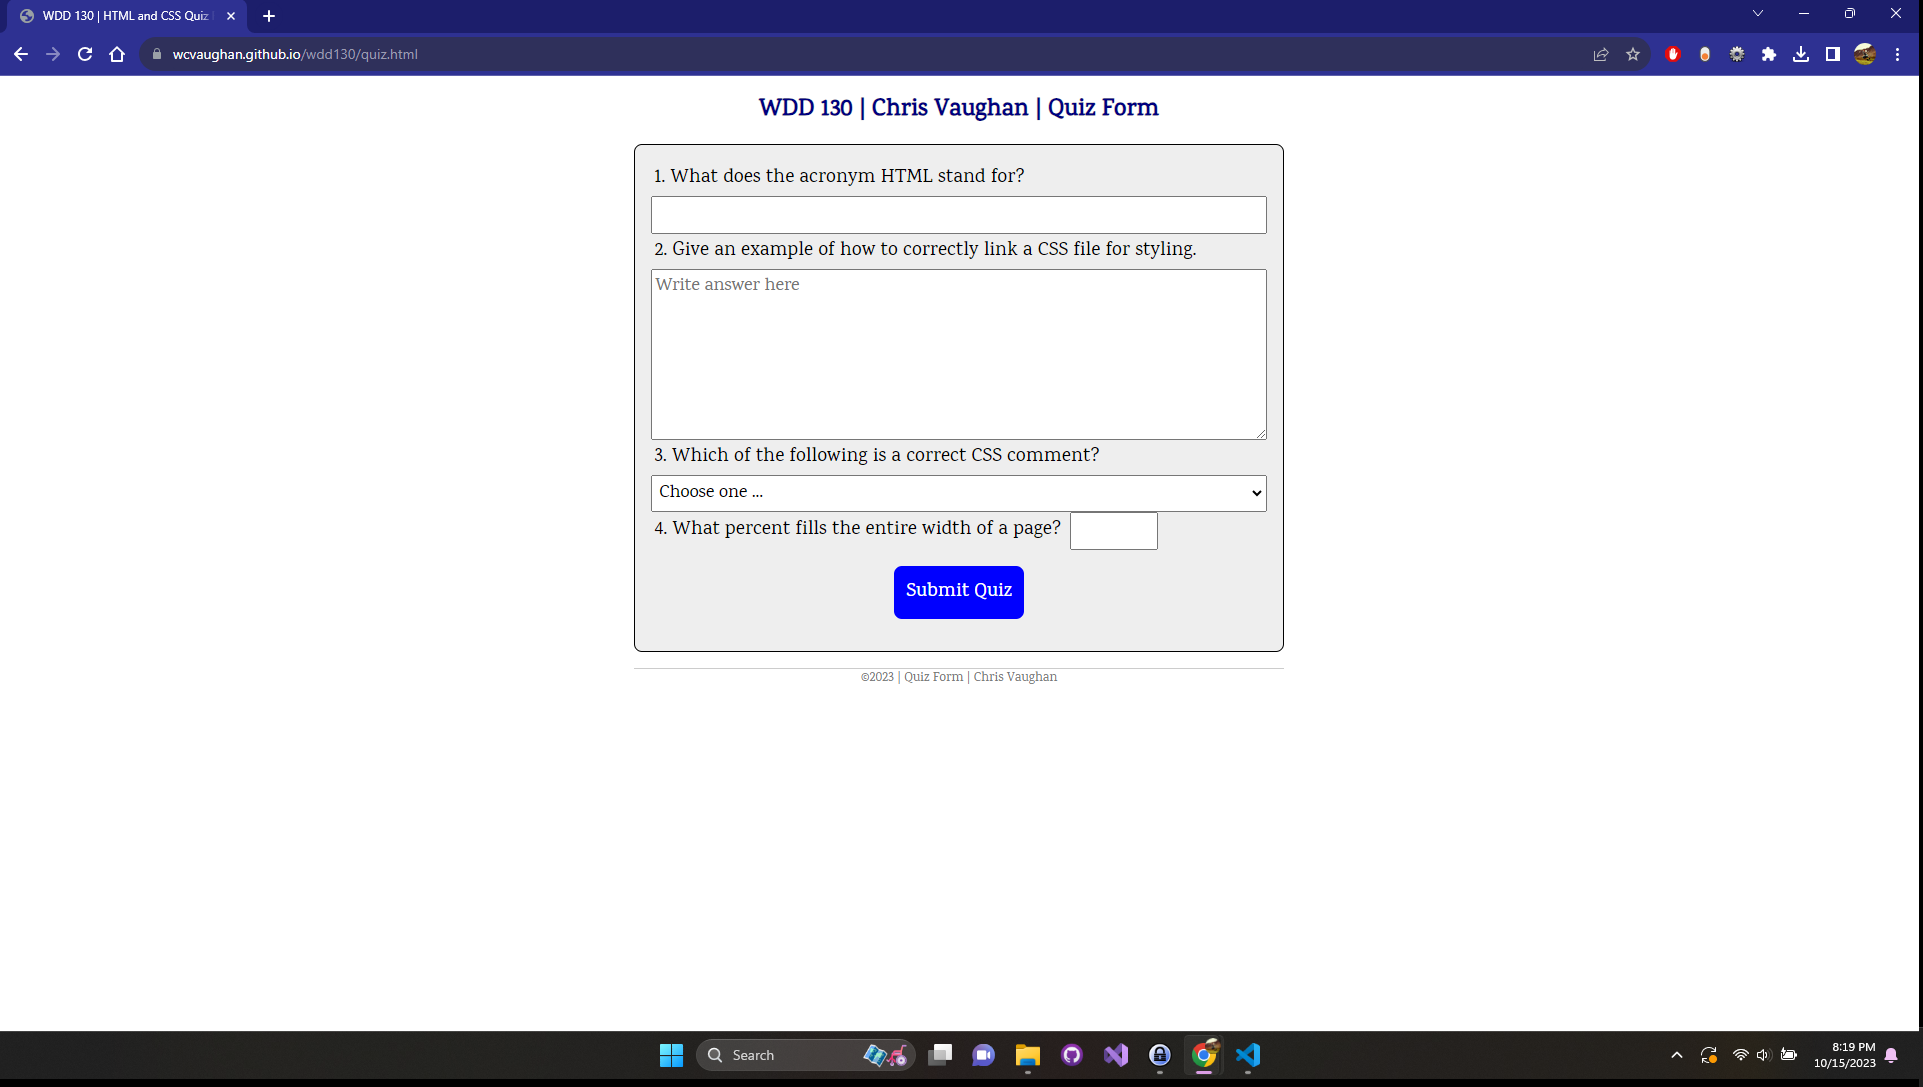 WDD 130 | HTML and CSS Quiz
wcvaughan.github.io/wdd130/quiz.html
WDD 130 | Chris Vaughan | Quiz Form
1. What does the acronym HTML stand for?
2. Give an example of how to correctly link a CSS file for styling.
Write answer here
3. Which of the following is a correct CSS comment?
Choose one ...
4. What percent fills the entire width of a page?
Submit Quiz
©2023 | Quiz Form | Chris Vaughan
Search
8:19 PM
10/15/2023